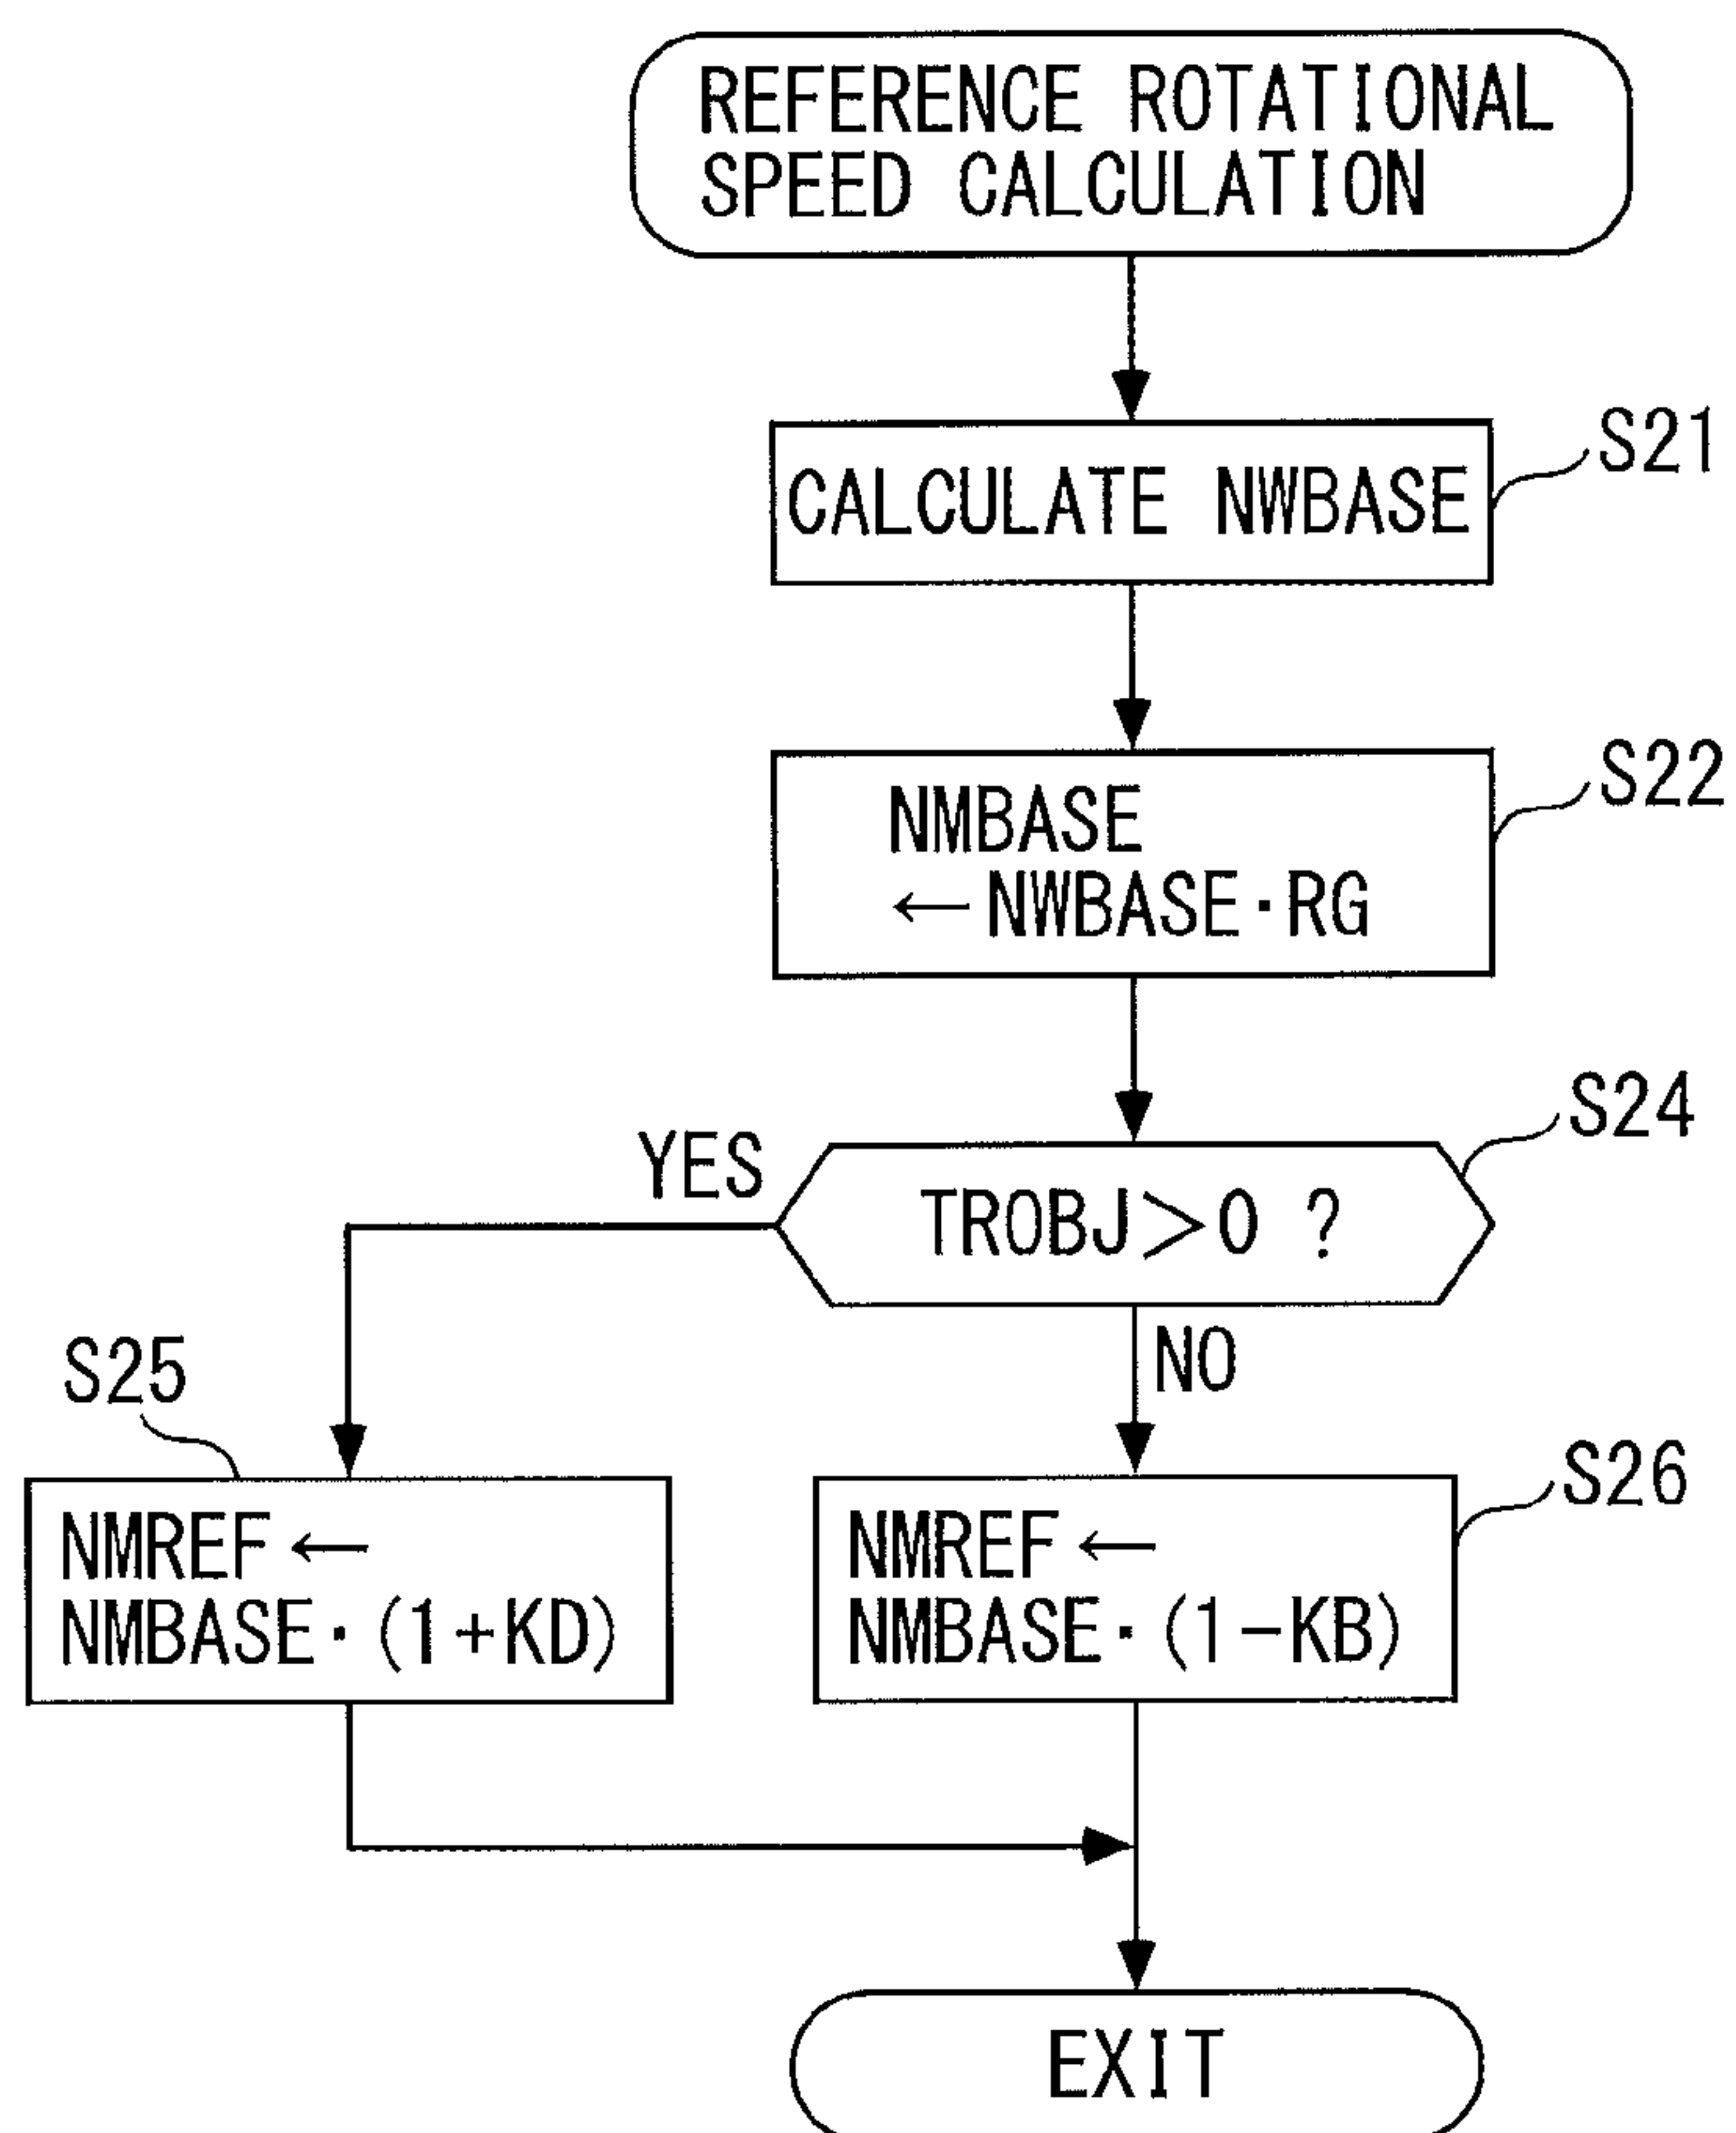 REFERENCE ROTATIONAL
SPEED CALCULATION
S21
CALCULATE NWBASE
S22
NMBASE
←NWBASE·RG
S24
YES
TROBJ>0 ?
NO
S25
S26
NMREF←
NMBASE·(1+KD)
NMREF←
NMBASE·(1-KB)
EXIT